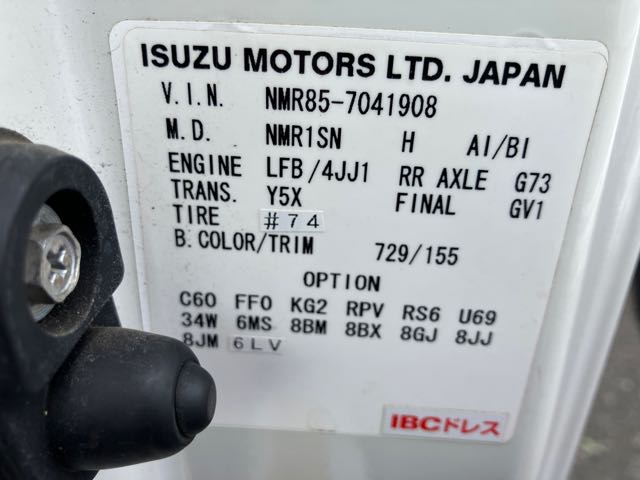 ISUZU MOTORS LTD. JAPAN
V.I.N. NMR85-7041908
M.D. NMR1SN H AI/BI
ENGINE LFB/4JJ1 RR AXLE G73
TRANS. Y5X FINAL GV1
TIRE #74
B. COLOR/TRIM 729/155
OPTION
C60 FF0 KG2 RPV RS6 U69
34W 6MS 8BM 8BX 8GJ 8JJ
8JM 6LV
IBCドレス